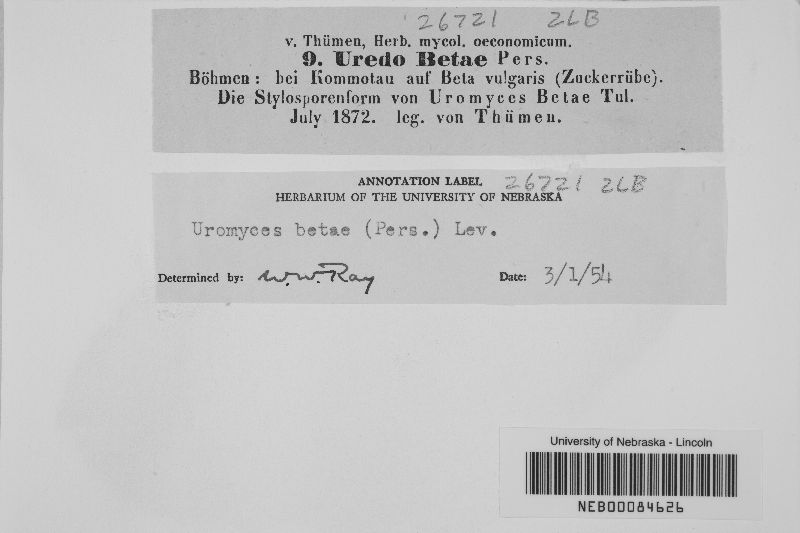 26721 2LB
v. Thümen, Herb. mycol. oeconomicum.
9. Uredo Betae Pers.
Böhmen: bei Kommotau auf Beta vulgaris (Zuckerrübe).
Die Stylosporenform von Uromyces Betae Tul.
July 1872. leg. von Thümen.
ANNOTATION LABEL 26721 2LB
HERBARIUM OF THE UNIVERSITY OF NEBRASKA
Uromyces betae (Pers.) Lev.
Determined by: W.W. Ray Date: 3/1/54
University of Nebraska - Lincoln
NEB00084626